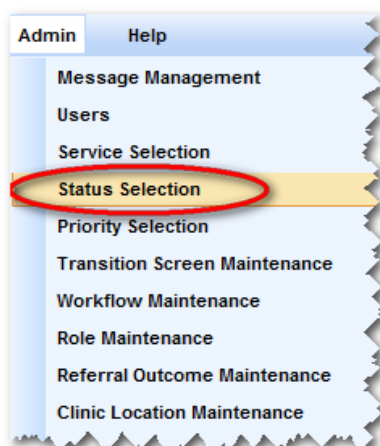 Admin Help
Message Management
Users
Service Selection
Status Selection
Priority Selection
Transition Screen Maintenance
Workflow Maintenance
Role Maintenance
Referral Outcome Maintenance
Clinic Location Maintenance